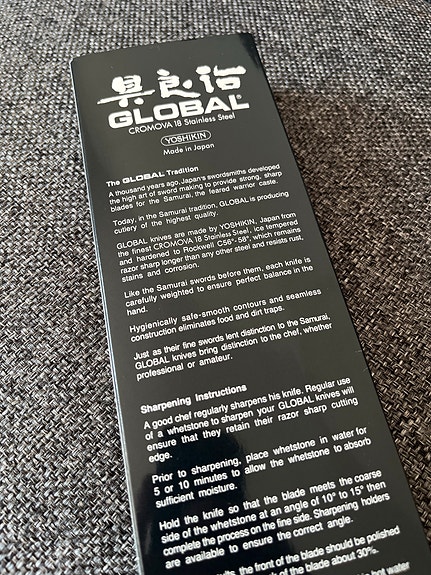 具良治
GLOBAL®
CROMOVA 18 Stainless Steel
YOSHIKIN
Made in Japan
The GLOBAL Tradition
A thousand years ago, Japan's swordsmiths developed
the high art of sword making to provide strong, sharp
blades for the Samurai, the feared warrior caste.
Today, in the Samurai tradition, GLOBAL is producing
cutlery of the highest quality.
GLOBAL knives are made by YOSHIKIN, Japan from
the finest CROMOVA 18 Stainless Steel, ice tempered
and hardened to Rockwell C56°-58°, which remains
razor sharp longer than any other steel and resists rust,
stains and corrosion.
Like the Samurai swords before them, each knife is
carefully weighted to ensure perfect balance in the
hand.
Hygienically safe-smooth contours and seamless
construction eliminates food and dirt traps.
Just as their fine swords lent distinction to the Samurai,
GLOBAL knives bring distinction to the chef, whether
professional or amateur.
Sharpening Instructions
A good chef regularly sharpens his knife. Regular use
of a whetstone to sharpen your GLOBAL knives will
ensure that they retain their razor sharp cutting
edge.
Prior to sharpening, place whetstone in water for
5 or 10 minutes to allow the whetstone to absorb
sufficient moisture.
Hold the knife so that the blade meets the coarse
side of the whetstone at an angle of 10° to 15° then
complete the process on the fine side. Sharpening holders
are available to ensure the correct angle.
the front of the blade should be polished
of the blade about 30%.
hot water